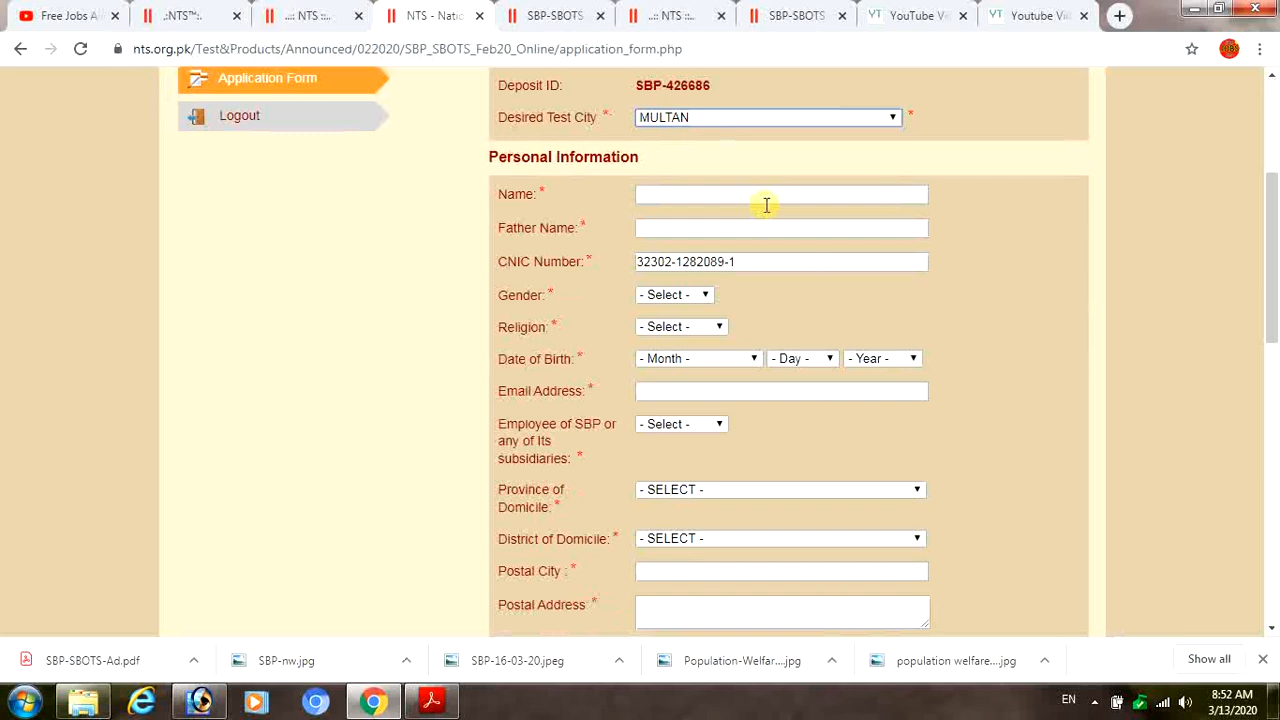 Free Jobs Al
.:NTS™:.
..:: NTS ::..
NTS - Natio
SBP-SBOTS
..:: NTS ::..
SBP-SBOTS
YouTube V
Youtube Vi
nts.org.pk/Test&Products/Announced/022020/SBP_SBOTS_Feb20_Online/application_form.php
Application Form
Logout
Deposit ID: SBP-426686
Desired Test City * MULTAN *
Personal Information
Name: *
Father Name: *
CNIC Number: * 32302-1282089-1
Gender: * - Select -
Religion: * - Select -
Date of Birth: * - Month - - Day - - Year -
Email Address: *
Employee of SBP or - Select -
any of Its
subsidiaries: *
Province of - SELECT -
Domicile: *
District of Domicile: * - SELECT -
Postal City : *
Postal Address *
SBP-SBOTS-Ad.pdf
SBP-nw.jpg
SBP-16-03-20.jpeg
Population-Welfar....jpg
population welfare....jpg
Show all
EN
8:52 AM
3/13/2020